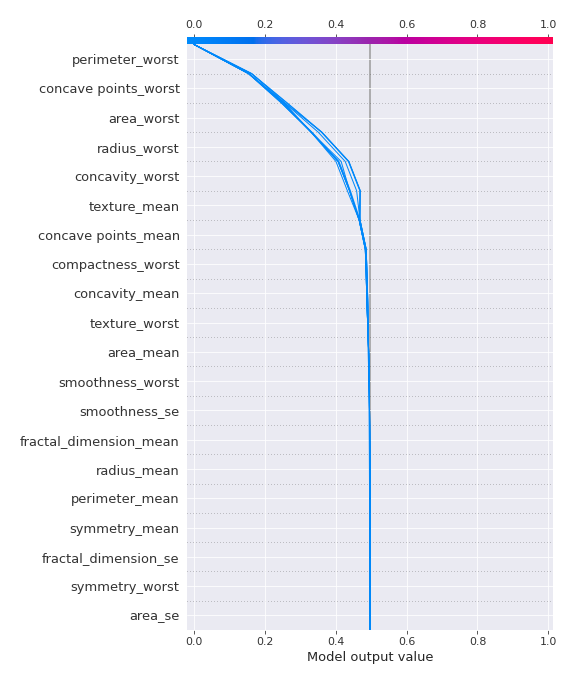 0.0 0.2 0.4 0.6 0.8 1.0
perimeter_worst
concave points_worst
area_worst
radius_worst
concavity_worst
texture_mean
concave points_mean
compactness_worst
concavity_mean
texture_worst
area_mean
smoothness_worst
smoothness_se
fractal_dimension_mean
radius_mean
perimeter_mean
symmetry_mean
fractal_dimension_se
symmetry_worst
area_se
0.0 0.2 0.4 0.6 0.8 1.0
Model output value